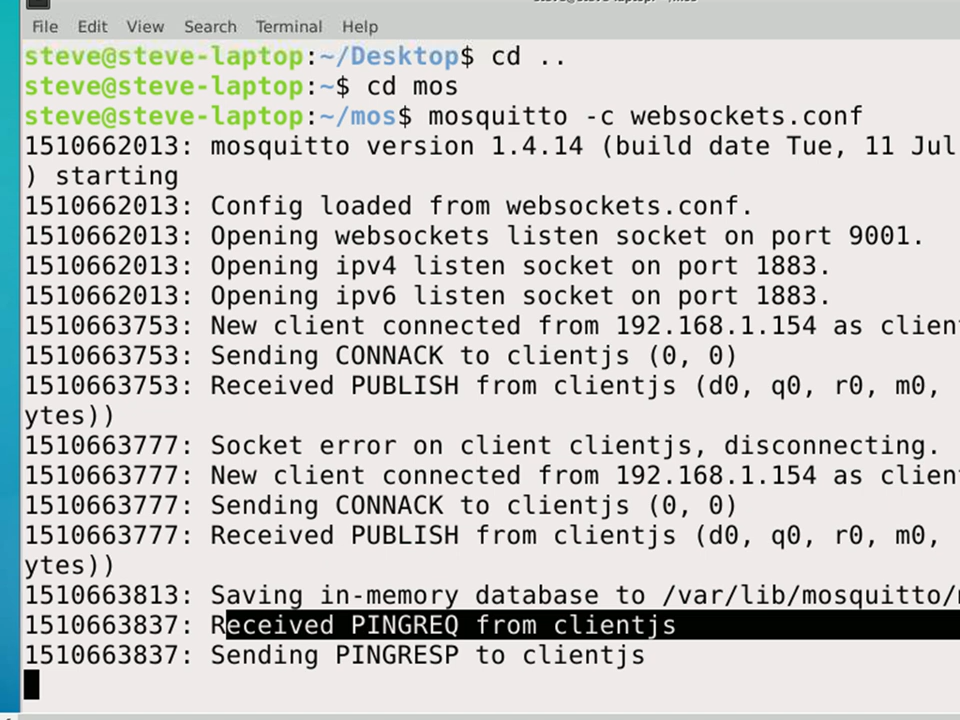 File Edit View Search Terminal Help
steve@steve-laptop:~/Desktop$ cd ..
steve@steve-laptop:~$ cd mos
steve@steve-laptop:~/mos$ mosquitto -c websockets.conf
1510662013: mosquitto version 1.4.14 (build date Tue, 11 Jul
) starting
1510662013: Config loaded from websockets.conf.
1510662013: Opening websockets listen socket on port 9001.
1510662013: Opening ipv4 listen socket on port 1883.
1510662013: Opening ipv6 listen socket on port 1883.
1510663753: New client connected from 192.168.1.154 as clien
1510663753: Sending CONNACK to clientjs (0, 0)
1510663753: Received PUBLISH from clientjs (d0, q0, r0, m0,
ytes))
1510663777: Socket error on client clientjs, disconnecting.
1510663777: New client connected from 192.168.1.154 as clien
1510663777: Sending CONNACK to clientjs (0, 0)
1510663777: Received PUBLISH from clientjs (d0, q0, r0, m0,
ytes))
1510663813: Saving in-memory database to /var/lib/mosquitto/
1510663837: Received PINGREQ from clientjs
1510663837: Sending PINGRESP to clientjs